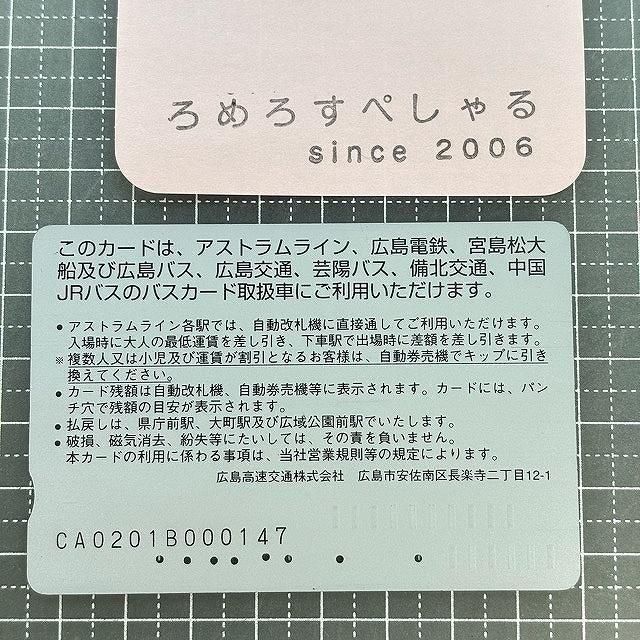 ろめろすぺしゃる
since 2006
このカードは、アストラムライン、広島電鉄、宮島松大
船及び広島バス、広島交通、芸陽バス、備北交通、中国
JRバスのバスカード取扱車にご利用いただけます。
● アストラムライン各駅では、自動改札機に直接通してご利用いただけます。
入場時に大人の最低運賃を差し引き、下車駅で出場時に差額を差し引きます。
※ 複数人又は小児及び運賃が割引となるお客様は、自動券売機でキップに引き
換えてください。
● カード残額は自動改札機、自動券売機等に表示されます。カードには、パン
チ穴で残額の目安が表示されます。
● 払戻しは、県庁前駅、大町駅及び広域公園前駅でいたします。
● 破損、磁気消去、紛失等にたいしては、その責を負いません。
本カードの利用に係わる事項は、当社営業規則等の規定によります。
広島高速交通株式会社 広島市安佐南区長楽寺二丁目12-1
CA0201B000147